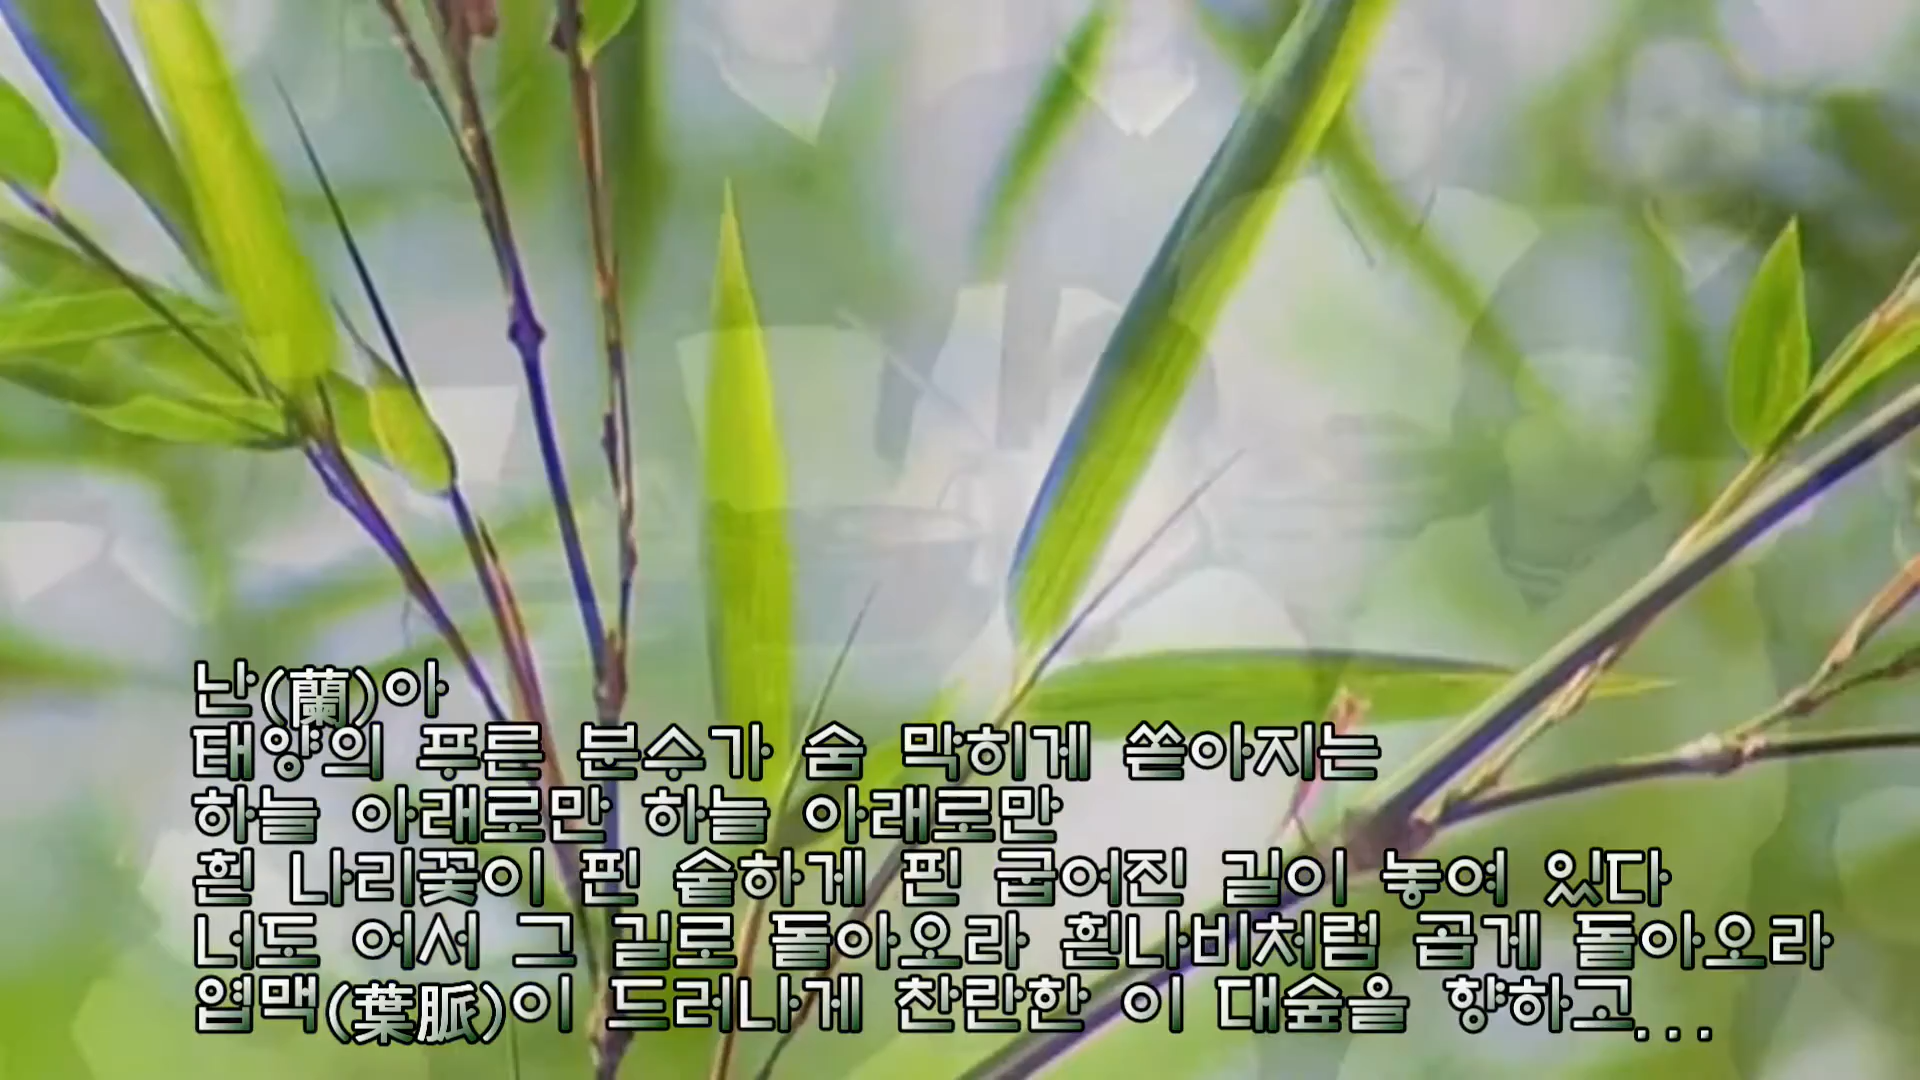 난(蘭)아
태양의 푸른 분수가 숨 막히게 쏟아지는
하늘 아래로만 하늘 아래로만
흰 나리꽃이 핀 숱하게 핀 굽어진 길이 놓여 있다
너도 어서 그 길로 돌아오라 흰나비처럼 곱게 돌아오라
엽맥(葉脈)이 드러나게 찬란한 이 대숲을 향하고...